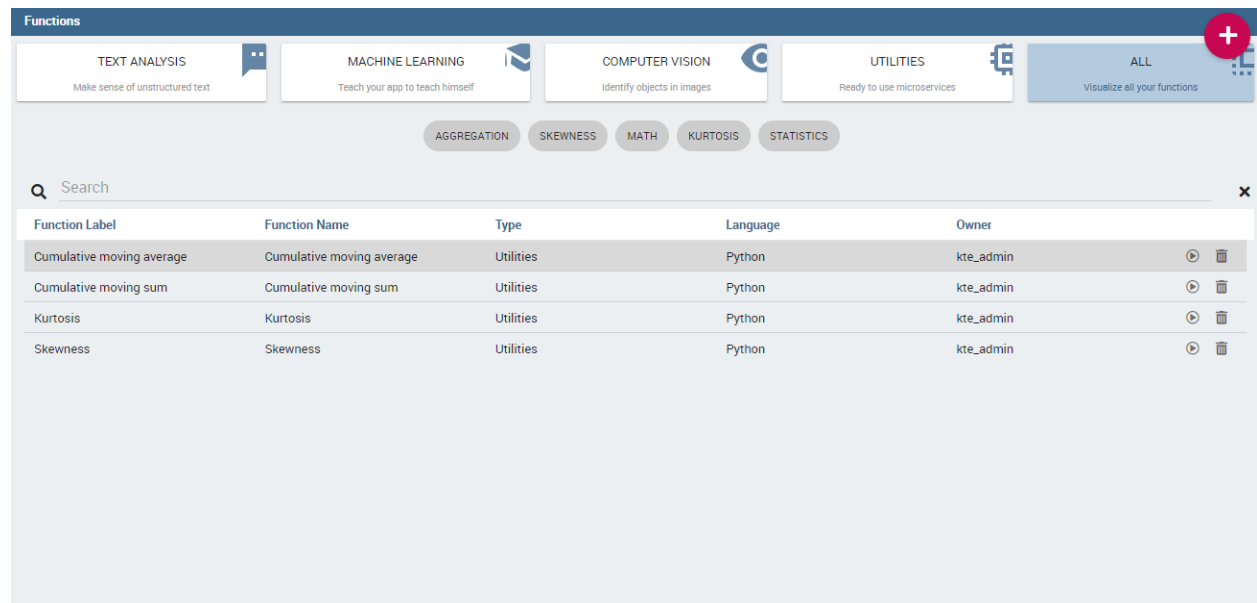 Functions
+
TEXT ANALYSIS
Make sense of unstructured text
MACHINE LEARNING
Teach your app to teach himself
COMPUTER VISION
Identify objects in images
UTILITIES
Ready to use microservices
ALL
Visualize all your functions
AGGREGATION SKEWNESS MATH KURTOSIS STATISTICS
Search
Function Label Function Name Type Language Owner
Cumulative moving average Cumulative moving average Utilities Python kte_admin
Cumulative moving sum Cumulative moving sum Utilities Python kte_admin
Kurtosis Kurtosis Utilities Python kte_admin
Skewness Skewness Utilities Python kte_admin